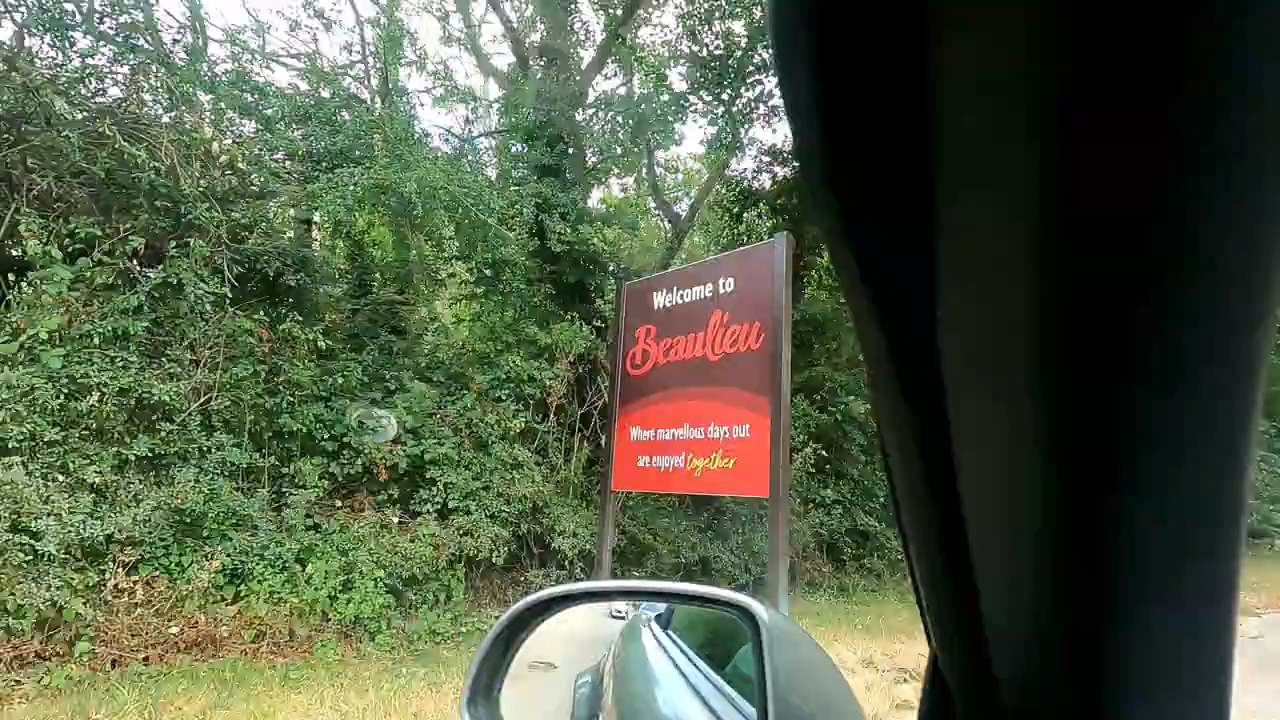 Welcome to
Beaulieu
Where marvellous days out
are enjoyed together